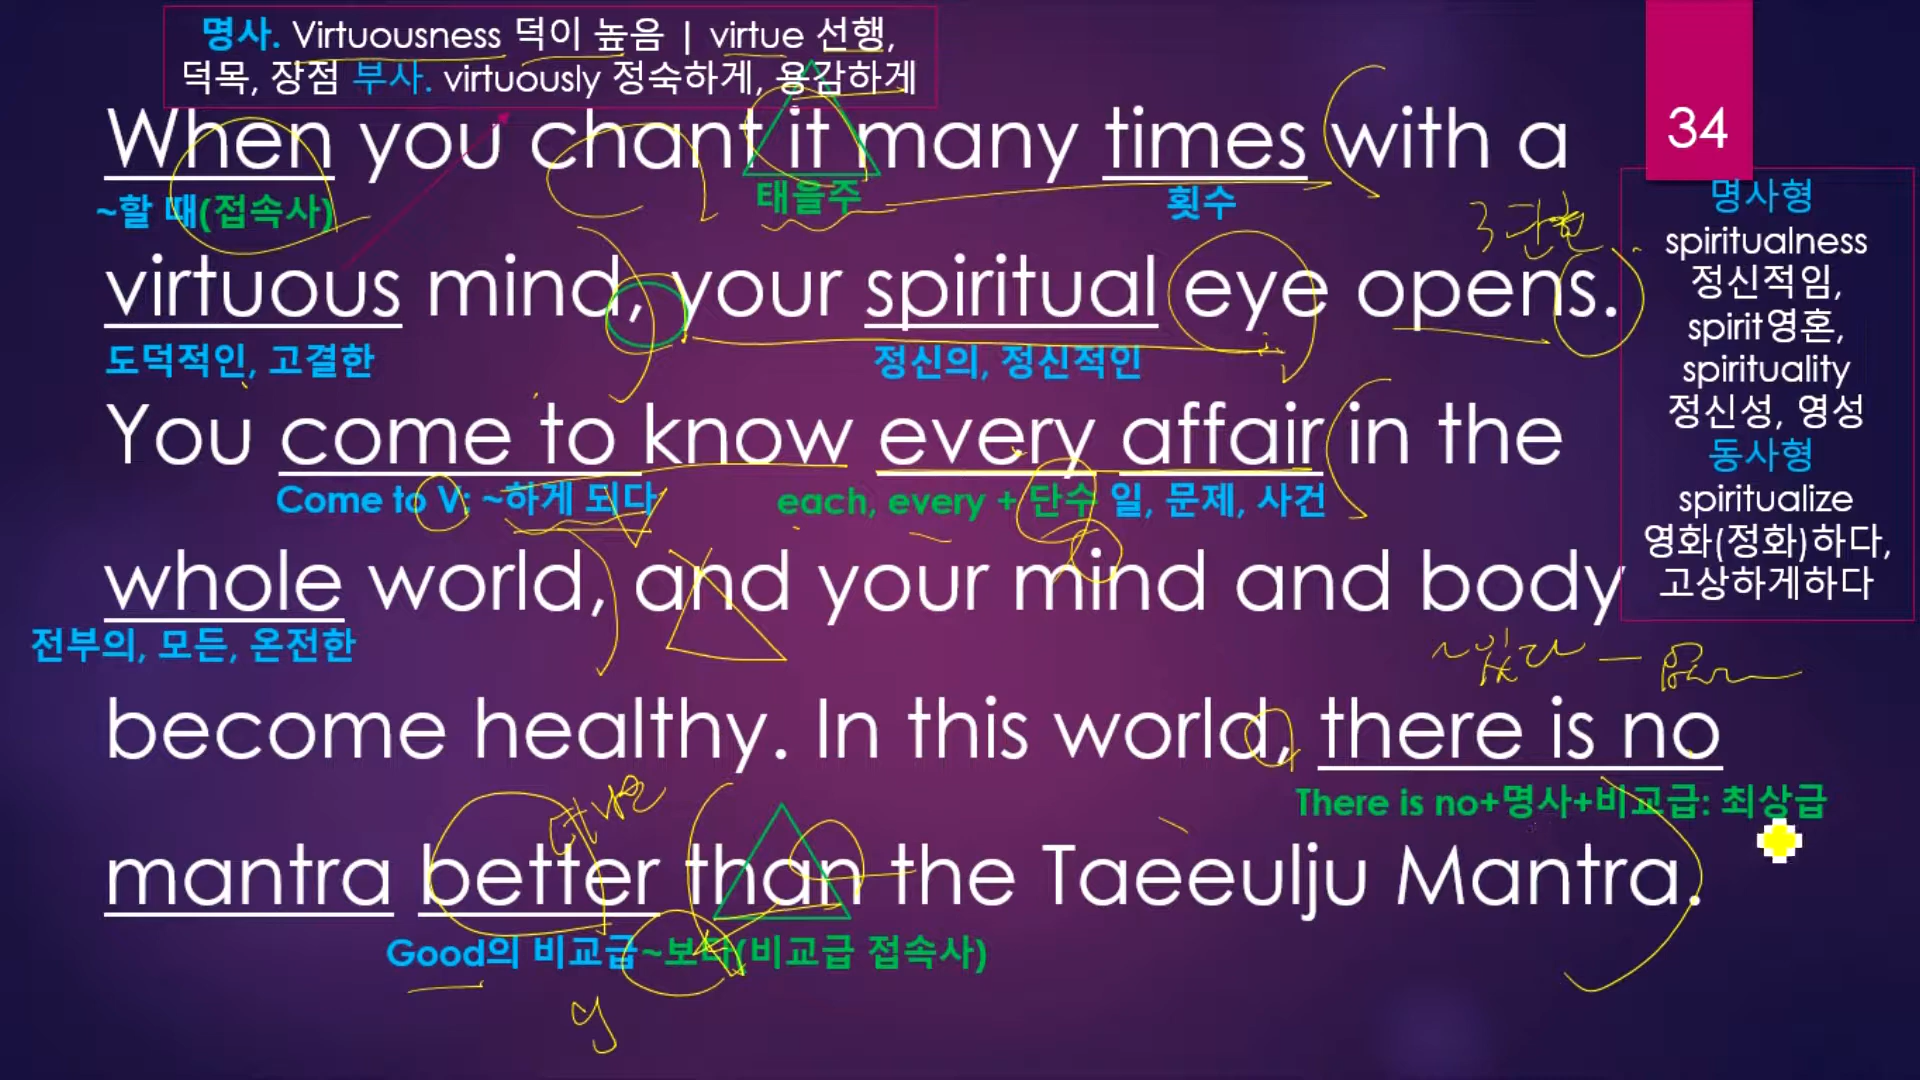 명사. Virtuousness 덕이 높음 | virtue 선행,
덕목, 장점 부사. virtuously 정숙하게, 용감하게
34
When you chant it many times with a
~할 때(접속사)
태을주
횟수
virtuous mind, your spiritual eye opens.
도덕적인, 고결한
정신의, 정신적인
You come to know every affair in the
Come to V: ~하게 되다
each, every + 단수
일, 문제, 사건
whole world, and your mind and body
전부의, 모든, 온전한
become healthy. In this world, there is no
There is no+명사+비교급: 최상급
mantra better than the Taeeulju Mantra.
Good의 비교급
~보다(비교급 접속사)
명사형
spiritualness
정신적임,
spirit영혼,
spirituality
정신성, 영성
동사형
spiritualize
영화(정화)하다,
고상하게하다